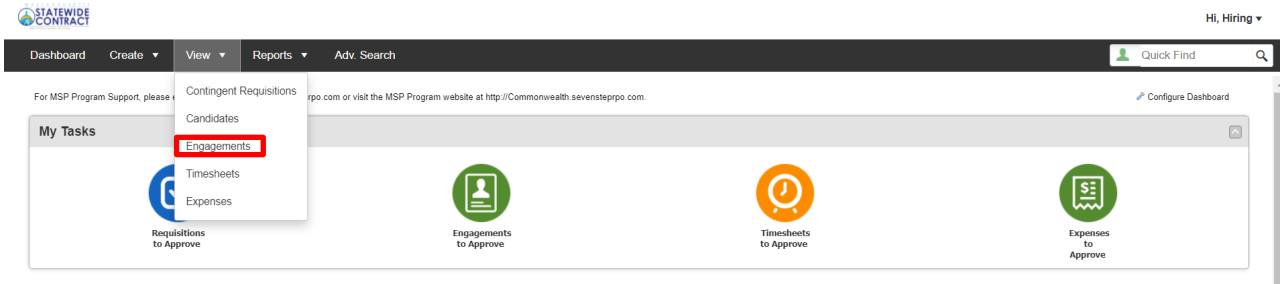 STATEWIDE
CONTRACT
Hi, Hiring ▾
Dashboard Create ▼ View ▼ Reports ▼ Adv. Search Quick Find
Contingent Requisitions
For MSP Program Support, please rpo.com or visit the MSP Program website at http://Commonwealth.sevensteprpo.com. Configure Dashboard
Candidates
My Tasks
Engagements
Timesheets
Expenses
Requisitions
to Approve
Engagements
to Approve
Timesheets
to Approve
Expenses
to
Approve